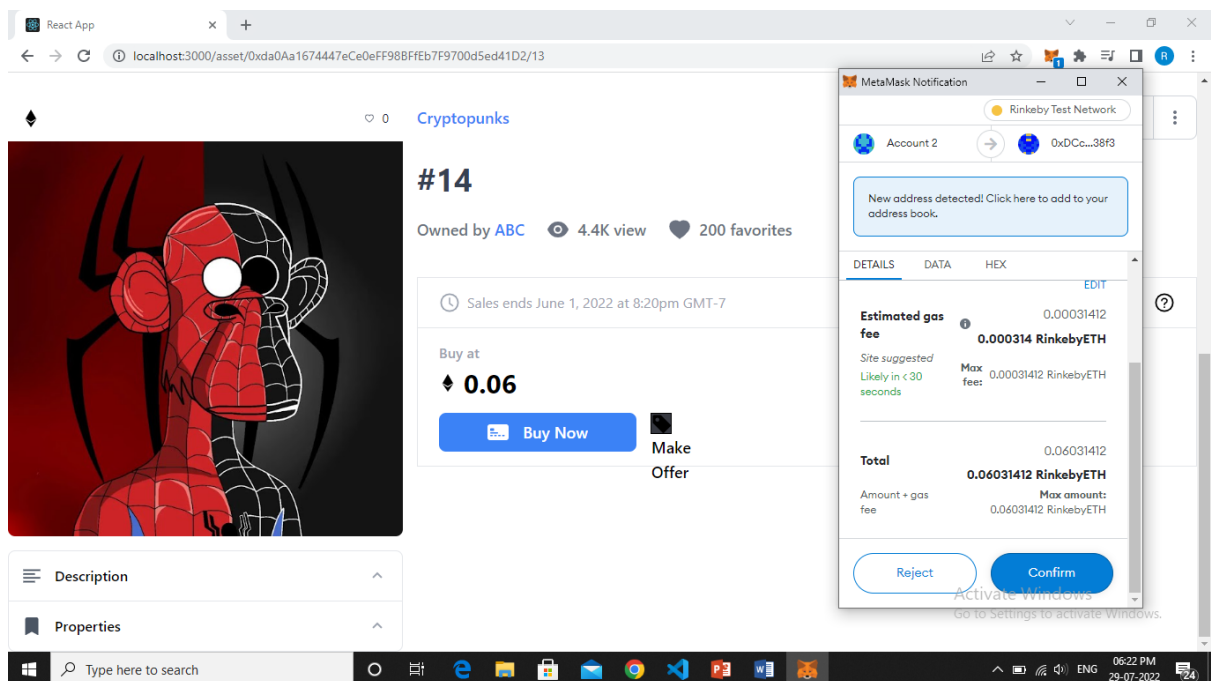 React App
localhost:3000/asset/0xda0Aa1674447eCe0eFF98BFfEb7F9700d5ed41D2/13
R
1
MetaMask Notification
Rinkeby Test Network
Account 2
0xDCc...38f3
New address detected! Click here to add to your
address book.
DETAILS DATA HEX
EDIT
Estimated gas
fee
0.00031412
0.000314 RinkebyETH
Site suggested
Likely in < 30
seconds
Max
fee:
0.00031412 RinkebyETH
Total
0.06031412
0.06031412 RinkebyETH
Amount + gas
fee
Max amount:
0.06031412 RinkebyETH
Reject
Confirm
0
Cryptopunks
#14
Owned by ABC 4.4K view 200 favorites
Sales ends June 1, 2022 at 8:20pm GMT-7
Buy at
0.06
Buy Now
Make
Offer
Description
Properties
Activate Windows
Go to Settings to activate Windows.
Type here to search
ENG
06:22 PM
29-07-2022
24